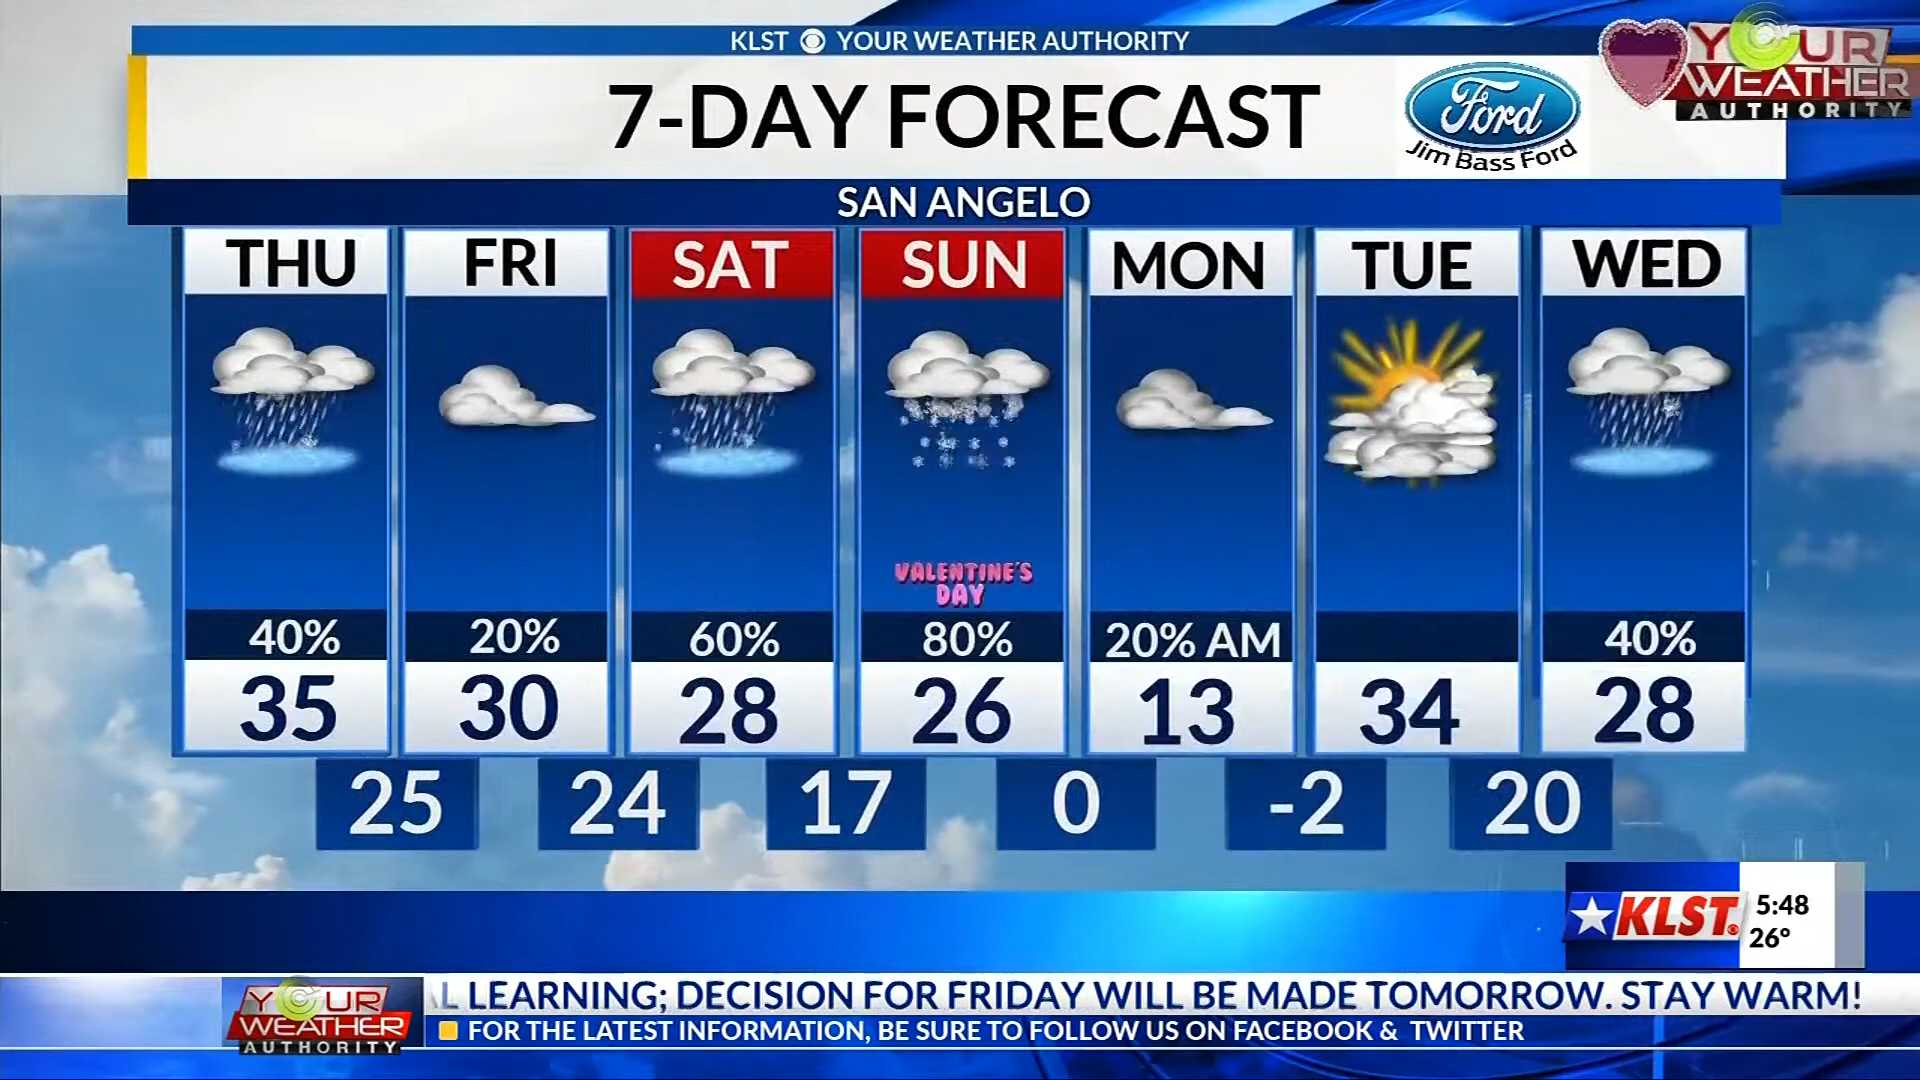 KLST YOUR WEATHER AUTHORITY
YOUR
WEATHER
AUTHORITY
7-DAY FORECAST
Ford
Jim Bass Ford
SAN ANGELO
THU FRI SAT SUN MON TUE WED
VALENTINE'S
DAY
40% 20% 60% 80% 20% AM 40%
35 30 28 26 13 34 28
25 24 17 0 -2 20
KLST
5:48
26°
YOUR
WEATHER
AUTHORITY
L LEARNING; DECISION FOR FRIDAY WILL BE MADE TOMORROW. STAY WARM!
FOR THE LATEST INFORMATION, BE SURE TO FOLLOW US ON FACEBOOK & TWITTER